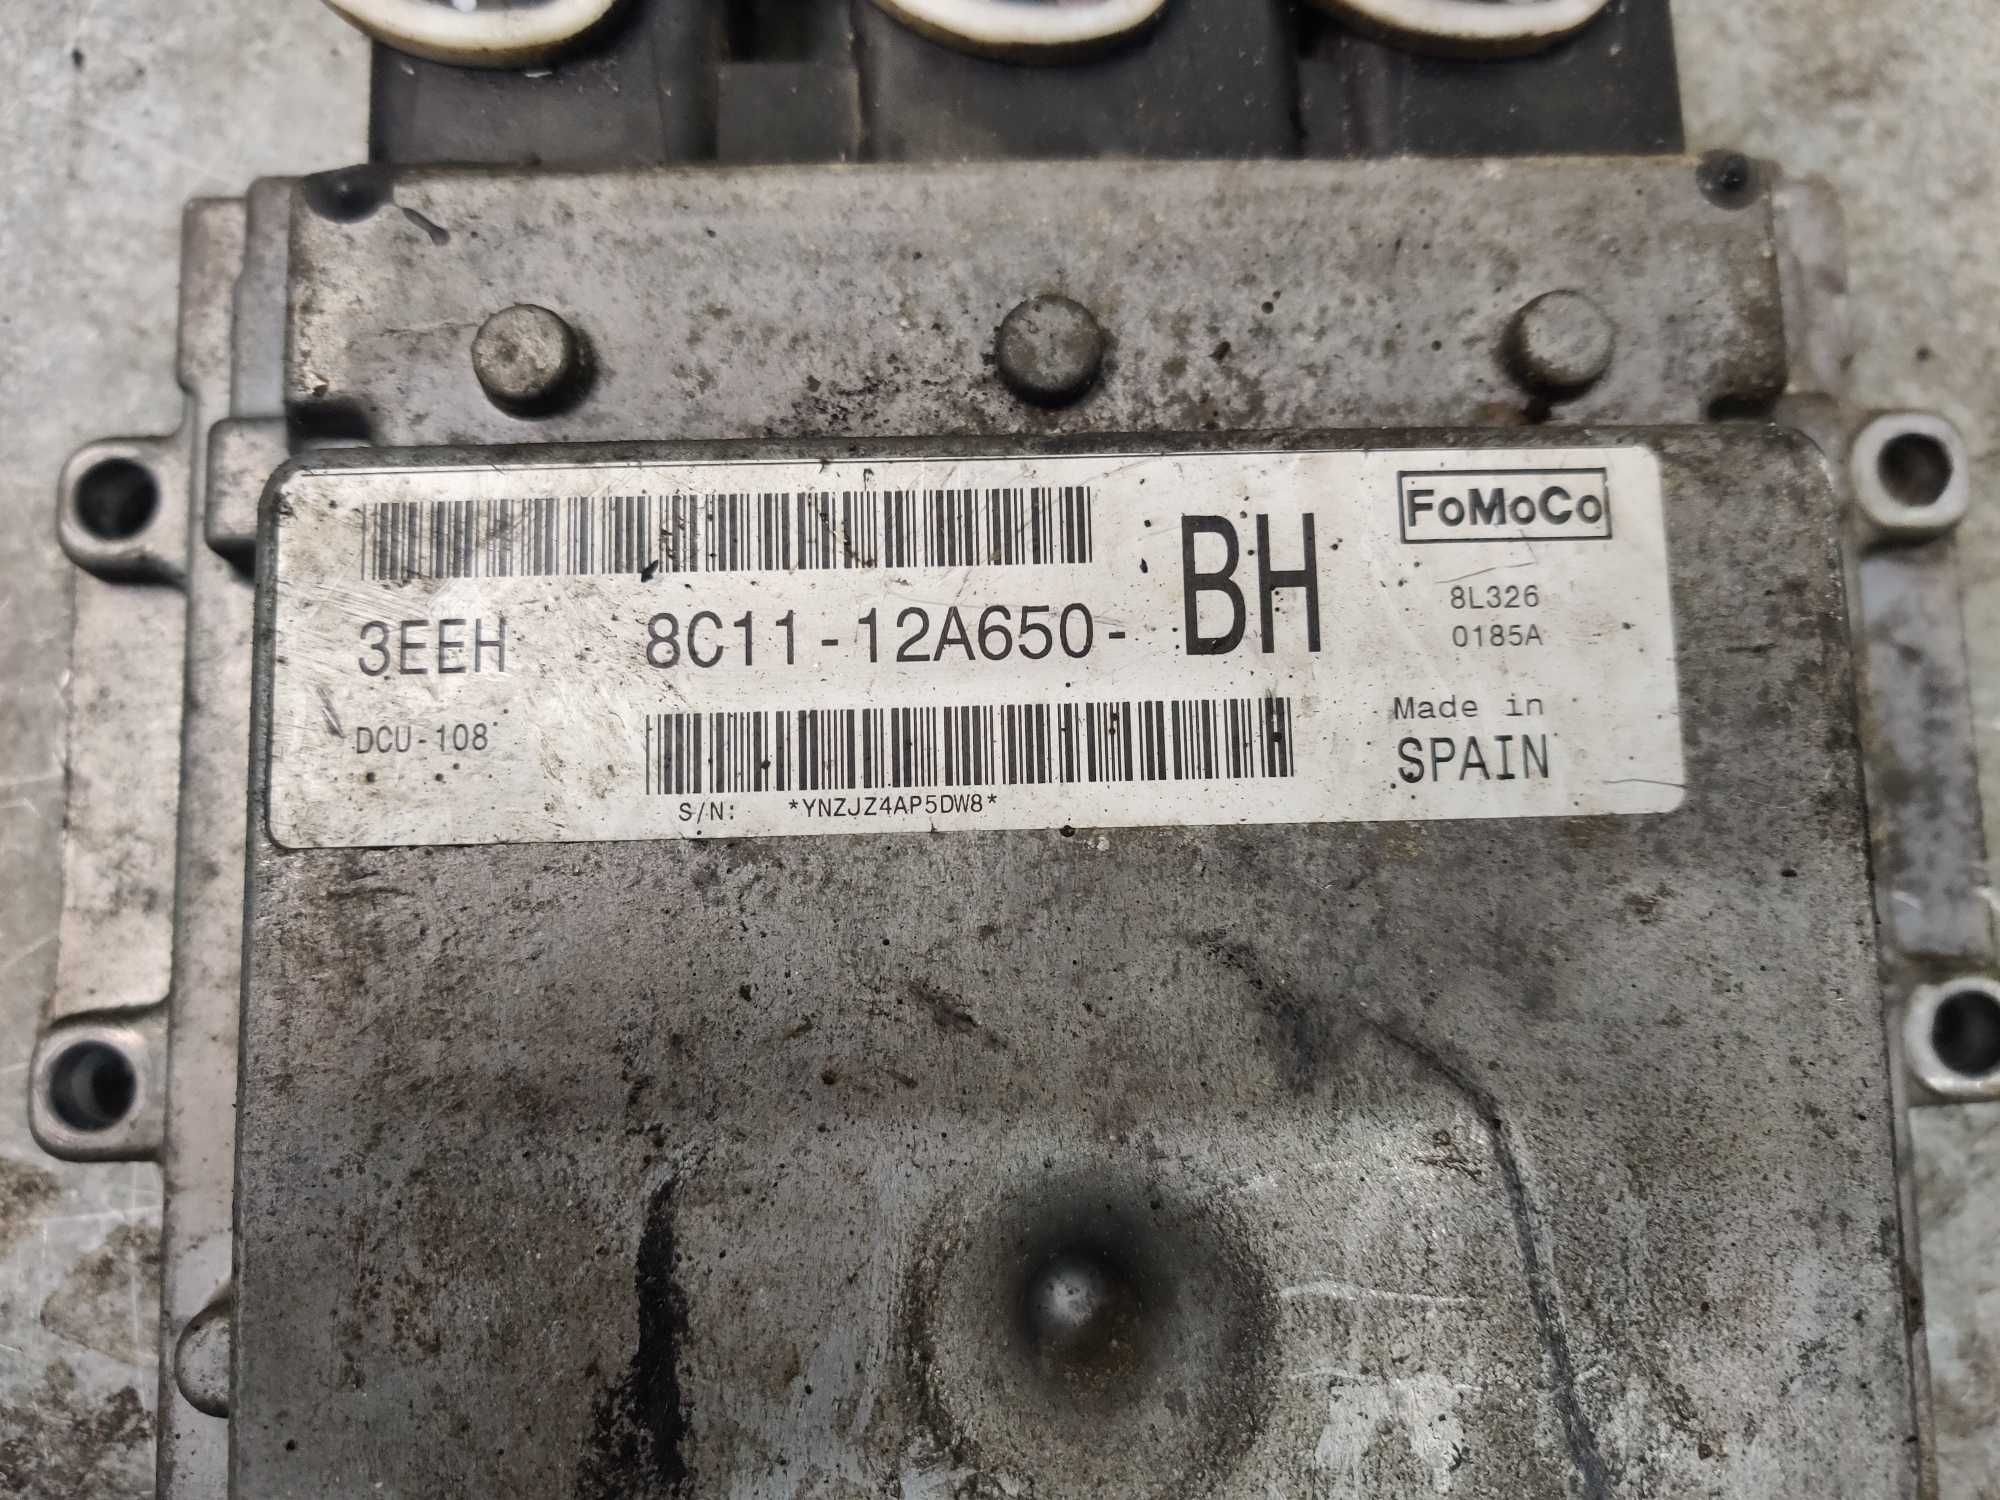 FoMoCo
3EEH 8C11-12A650-BH
8L326
0185A
DCU-108
Made in
SPAIN
S/N: *YNZJZ4AP5DW8*